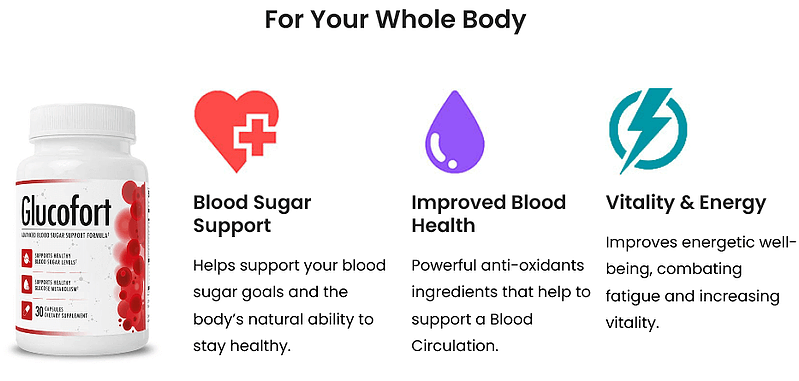 For Your Whole Body
Glucofort
ADVANCED BLOOD SUGAR SUPPORT FORMULA
SUPPORTS HEALTHY
BLOOD SUGAR LEVELS
SUPPORTS HEALTHY
GLUCOSE METABOLISM
30 CAPSULES
DIETARY SUPPLEMENT
Blood Sugar
Support
Helps support your blood
sugar goals and the
body’s natural ability to
stay healthy.
Improved Blood
Health
Powerful anti-oxidants
ingredients that help to
support a Blood
Circulation.
Vitality & Energy
Improves energetic well-
being, combating
fatigue and increasing
vitality.